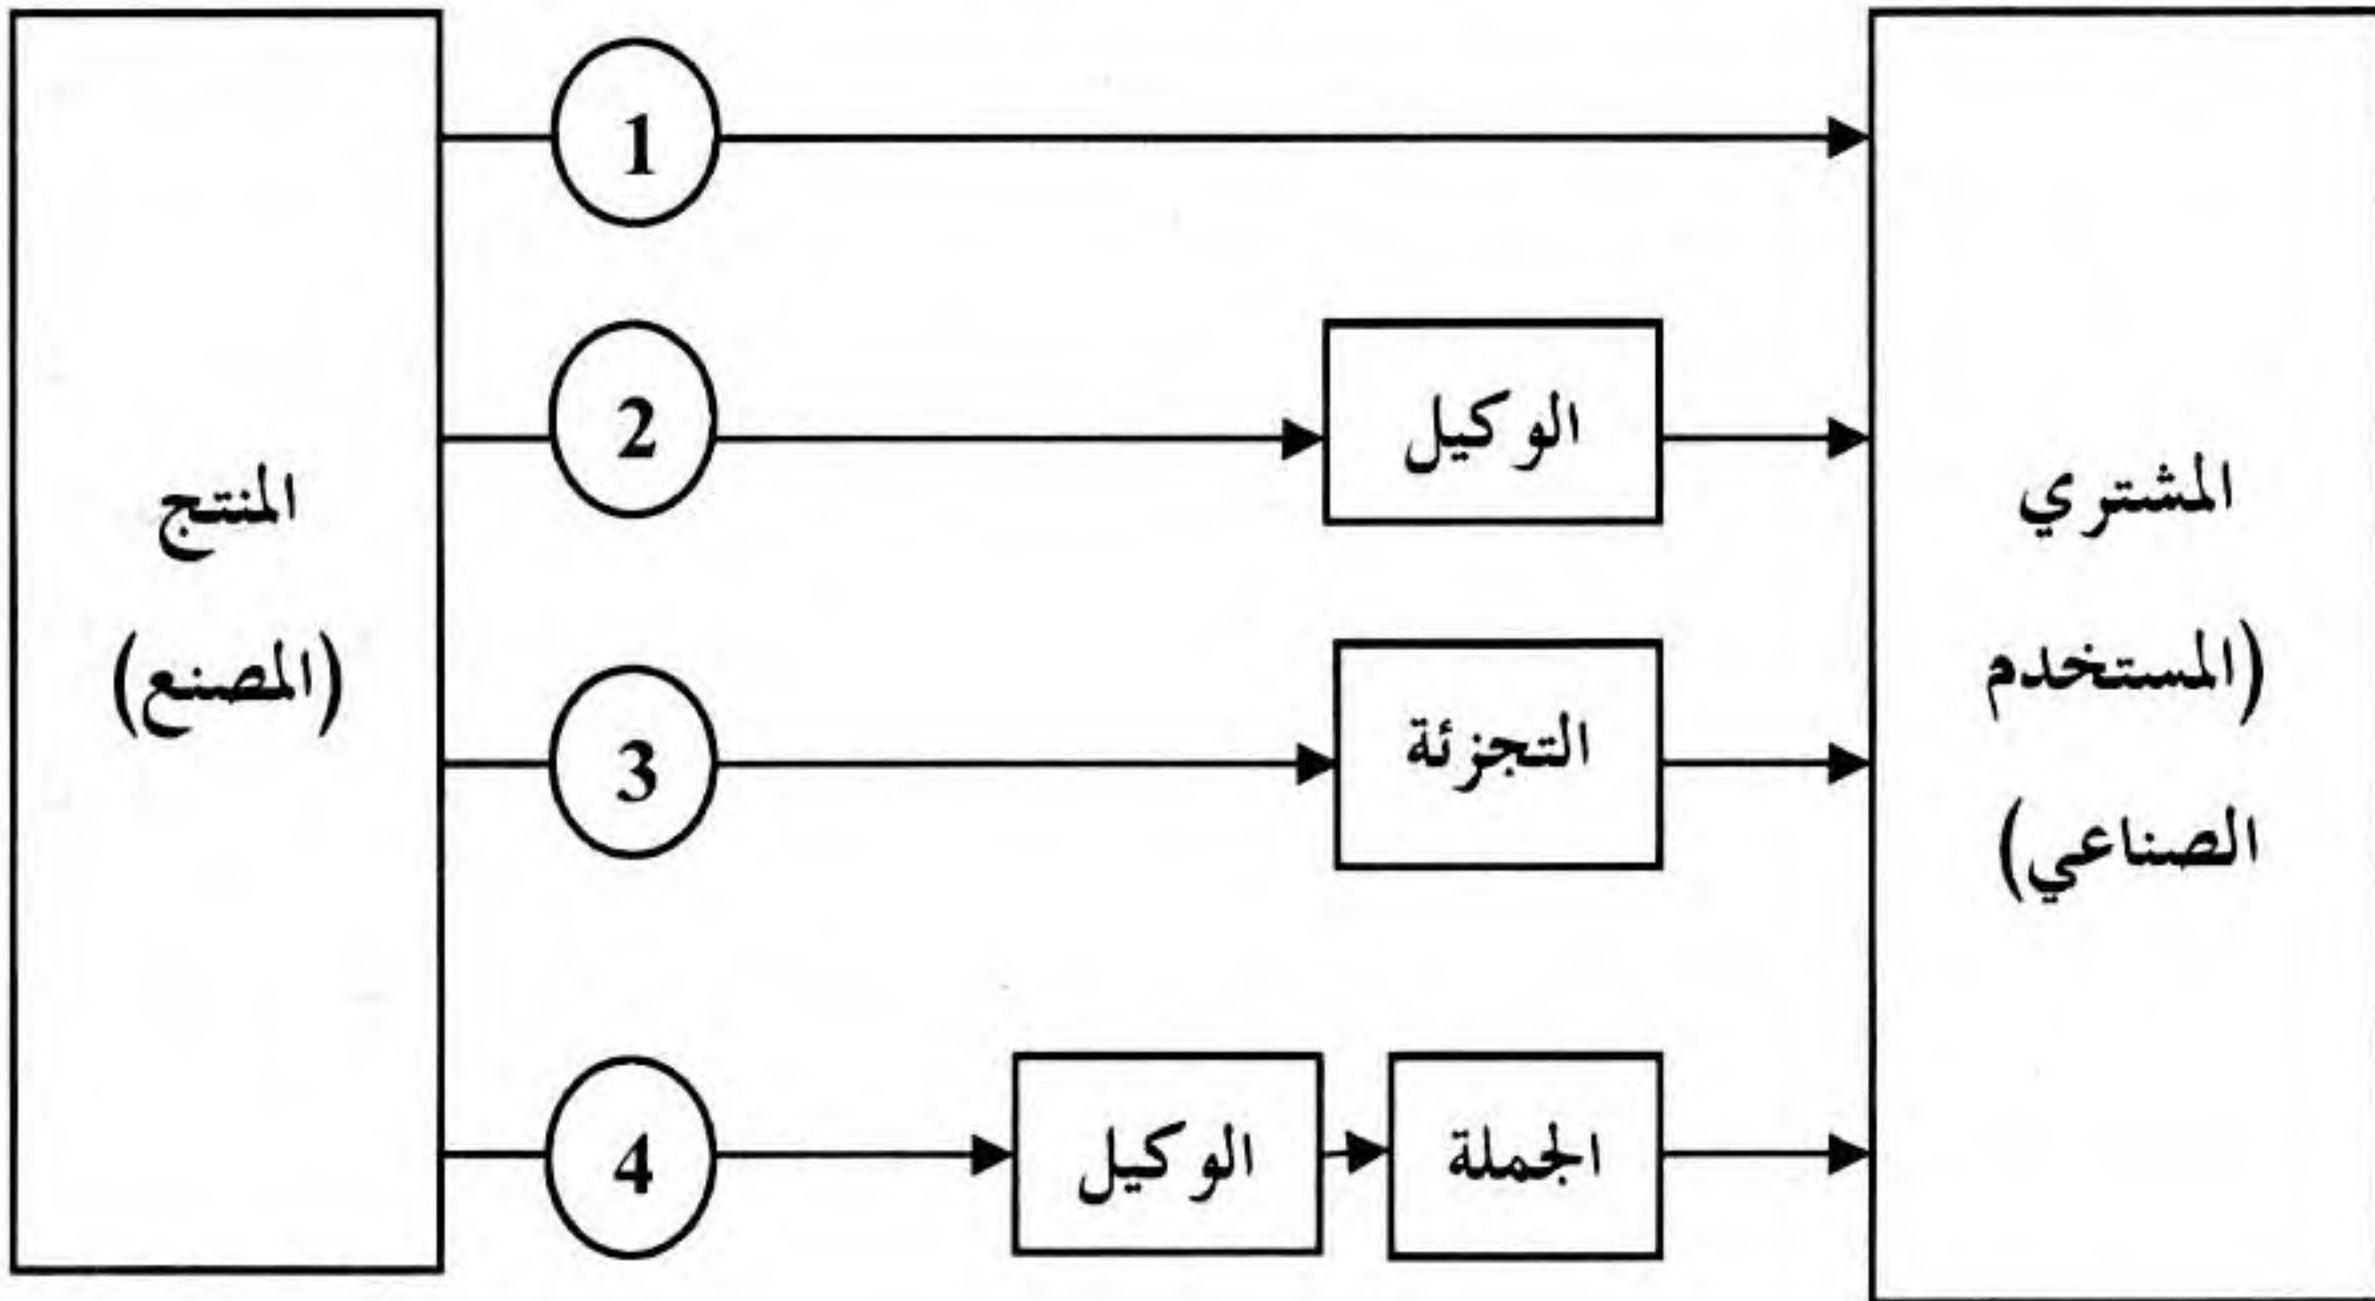 المنتج
(المصنع)
1
2
الوكيل
3
التجزئة
4
الوكيل
الجملة
المشتري
(المستخدم
الصناعي)